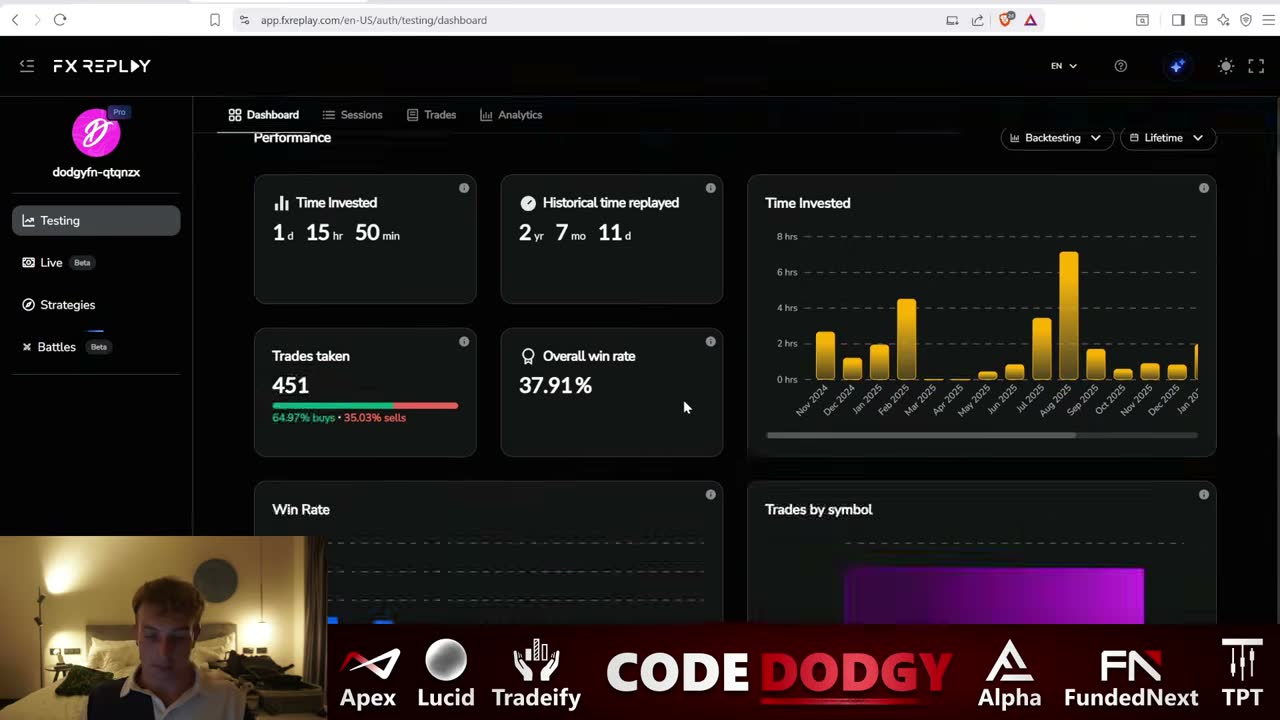 app.fxreplay.com/en-US/auth/testing/dashboard
FX REPLAY
EN
Pro
dodgyfn-qtqnzx
Testing
Live Beta
Strategies
Battles Beta
Dashboard Sessions Trades Analytics
Performance
Backtesting Lifetime
Time Invested
1 d 15 hr 50 min
Historical time replayed
2 yr 7 mo 11 d
Time Invested
8 hrs
6 hrs
4 hrs
2 hrs
0 hrs
Nov 2024 Dec 2024 Jan 2025 Feb 2025 Mar 2025 Apr 2025 May 2025 Jun 2025 Jul 2025 Aug 2025 Sep 2025 Oct 2025 Nov 2025 Dec 2025 Jan 20
Trades taken
451
64.97% buys • 35.03% sells
Overall win rate
37.91%
Win Rate
Trades by symbol
Apex
Lucid
Tradeify
CODE DODGY
Alpha
FN
FundedNext
TPT